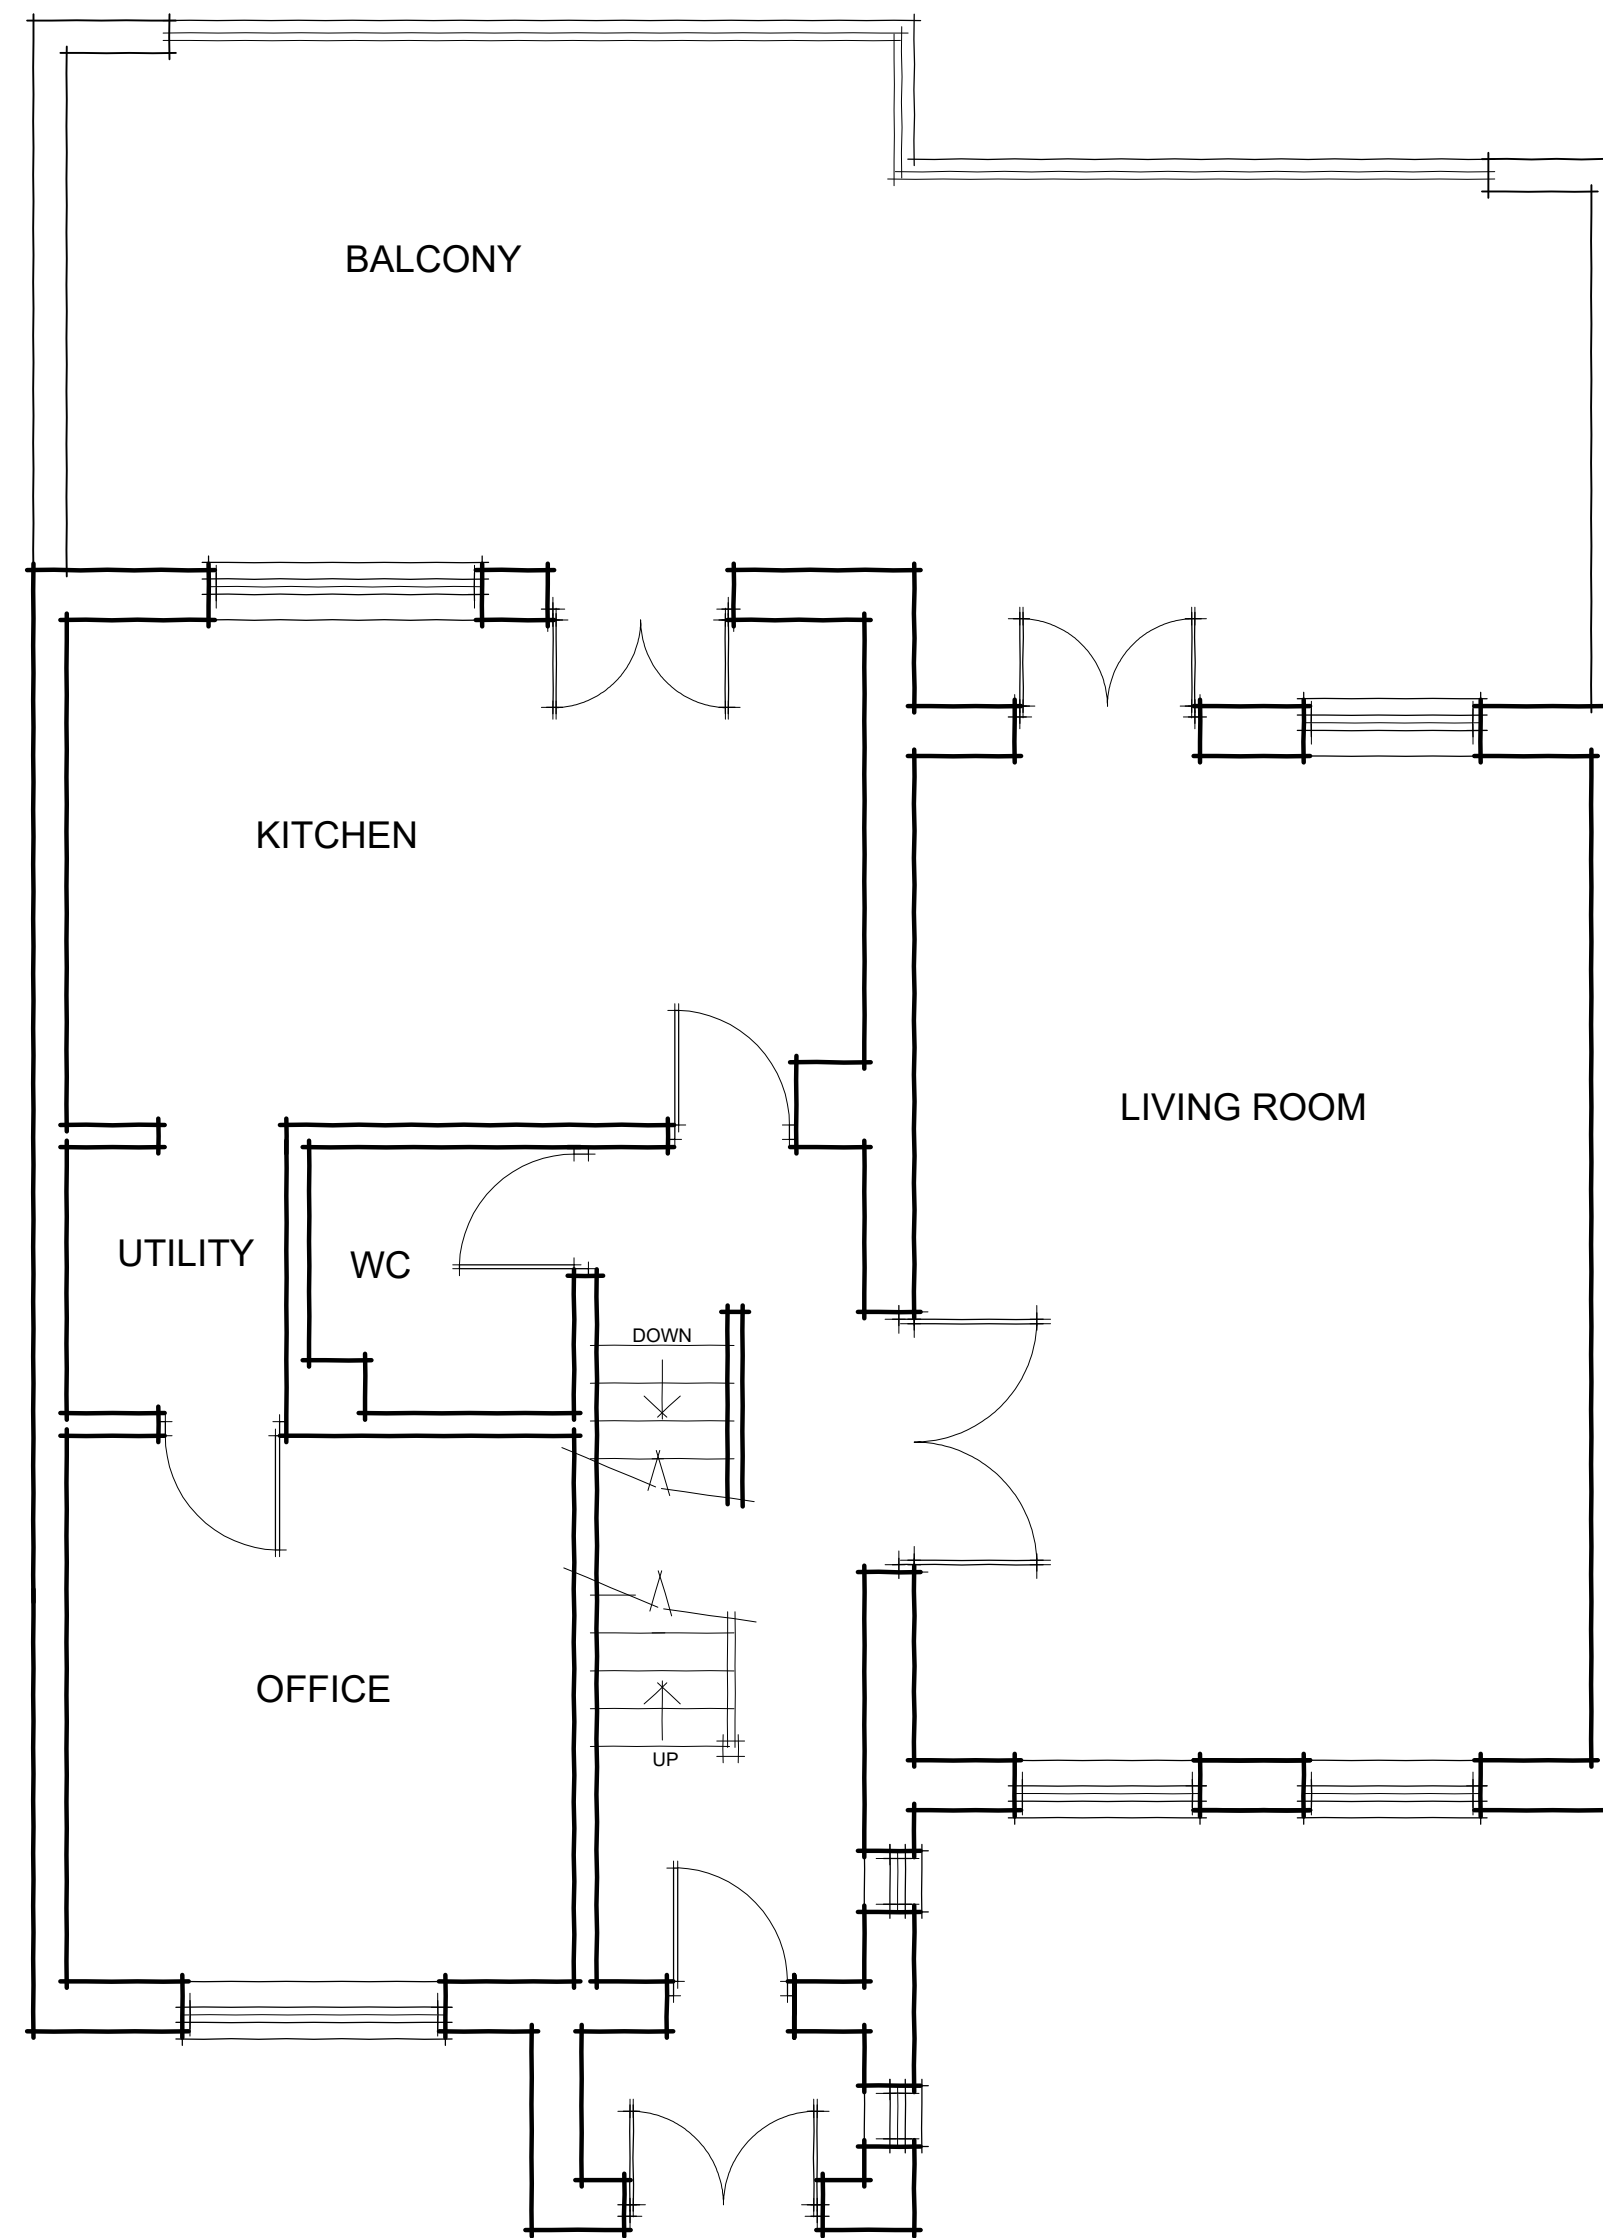 BALCONY
KITCHEN
LIVING ROOM
UTILITY
WC
DOWN
OFFICE
UP